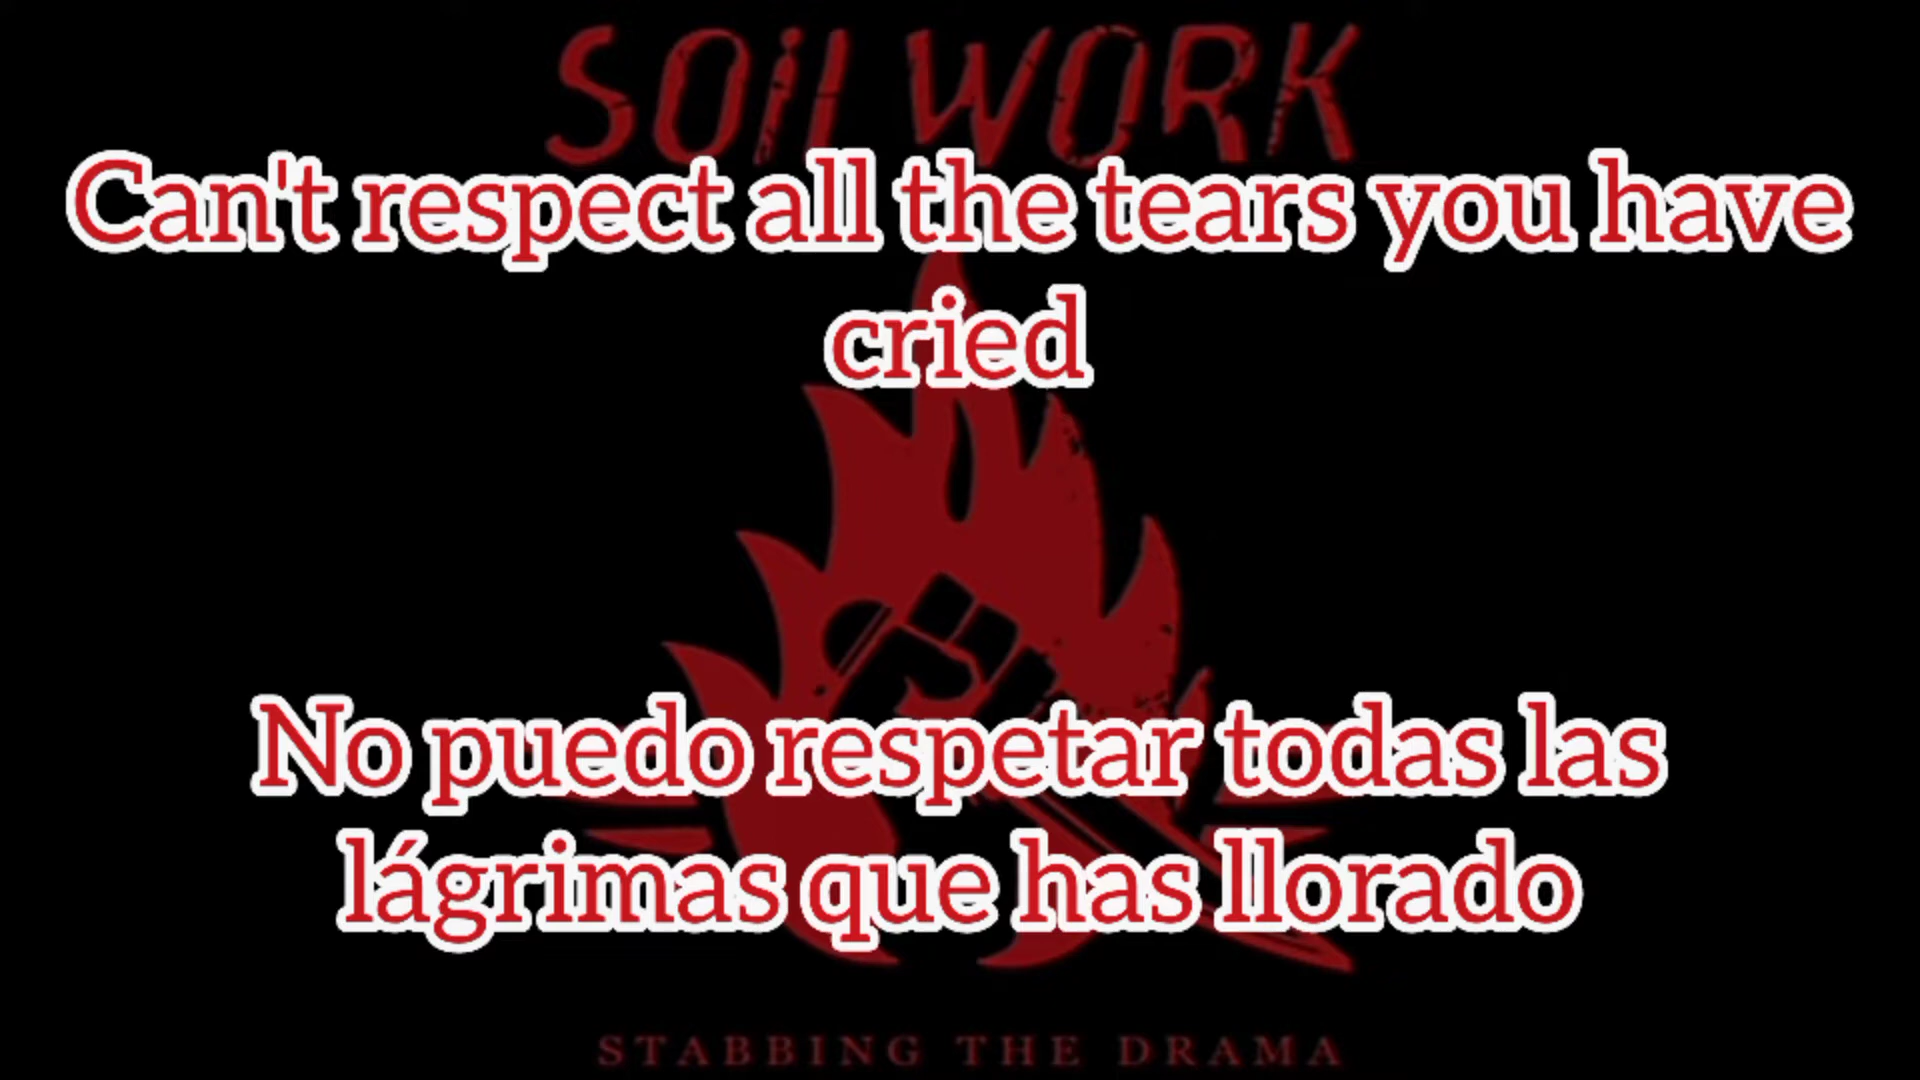 SOiLWORK
Can't respect all the tears you have
cried
No puedo respetar todas las
lágrimas que has llorado
STABBING THE DRAMA